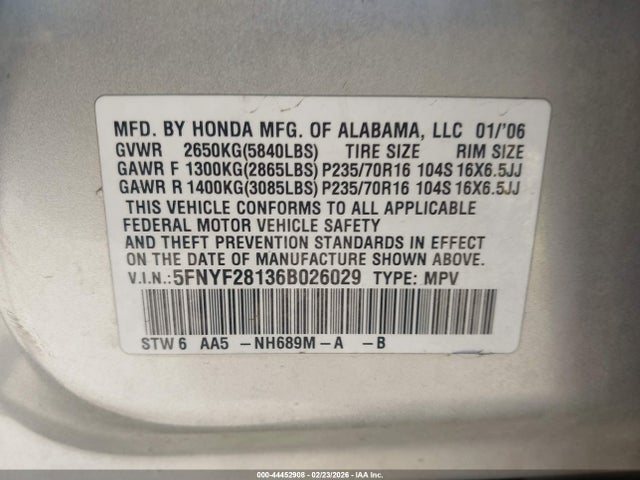 MFD. BY HONDA MFG. OF ALABAMA, LLC 01/'06
GVWR 2650KG(5840LBS) TIRE SIZE RIM SIZE
GAWR F 1300KG(2865LBS) P235/70R16 104S 16X6.5JJ
GAWR R 1400KG(3085LBS) P235/70R16 104S 16X6.5JJ
THIS VEHICLE CONFORMS TO ALL APPLICABLE
FEDERAL MOTOR VEHICLE SAFETY
AND THEFT PREVENTION STANDARDS IN EFFECT
ON THE DATE OF MANUFACTURE SHOWN ABOVE.
V.I.N.:5FNYF28136B026029 TYPE: MPV
STW 6 AA5 -NH689M-A -B
000-44452908 - 02/23/2026 - IAA Inc.